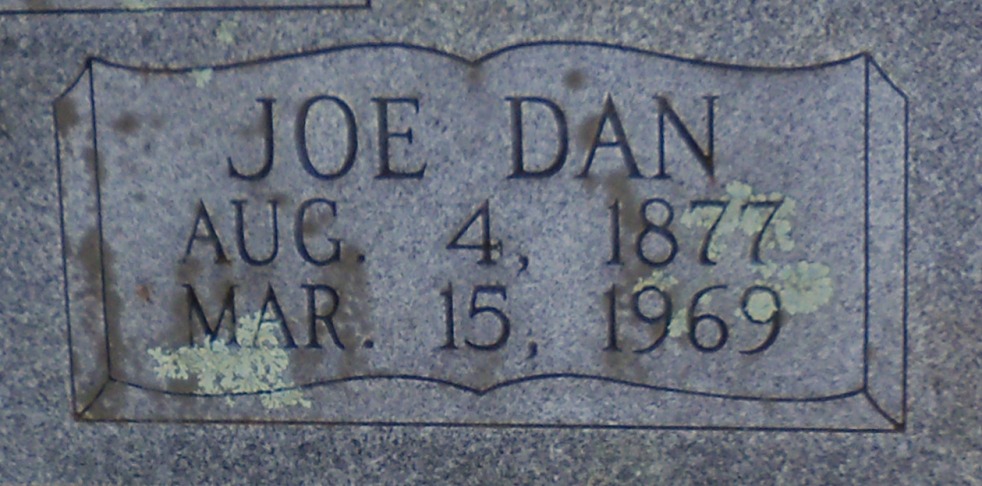 JOE DAN
AUG. 4, 1877
MAR. 15, 1969